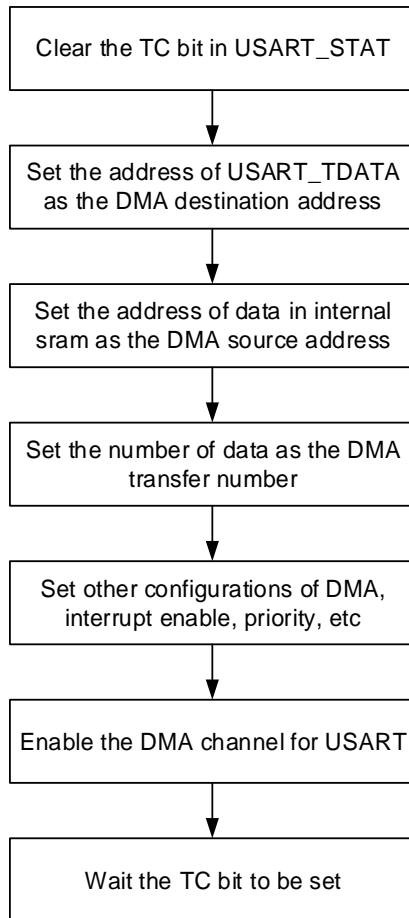 Clear the TC bit in USART_STAT
Set the address of USART_TDATA
as the DMA destination address
Set the address of data in internal
sram as the DMA source address
Set the number of data as the DMA
transfer number
Set other configurations of DMA,
interrupt enable, priority, etc
Enable the DMA channel for USART
Wait the TC bit to be set